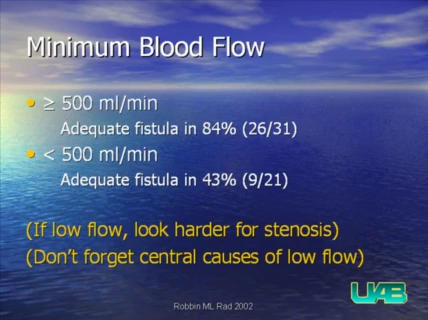 Minimum Blood Flow
• ≥ 500 ml/min
Adequate fistula in 84% (26/31)
• < 500 ml/min
Adequate fistula in 43% (9/21)
(If low flow, look harder for stenosis)
(Don't forget central causes of low flow)
UAB
Robbin ML Rad 2002